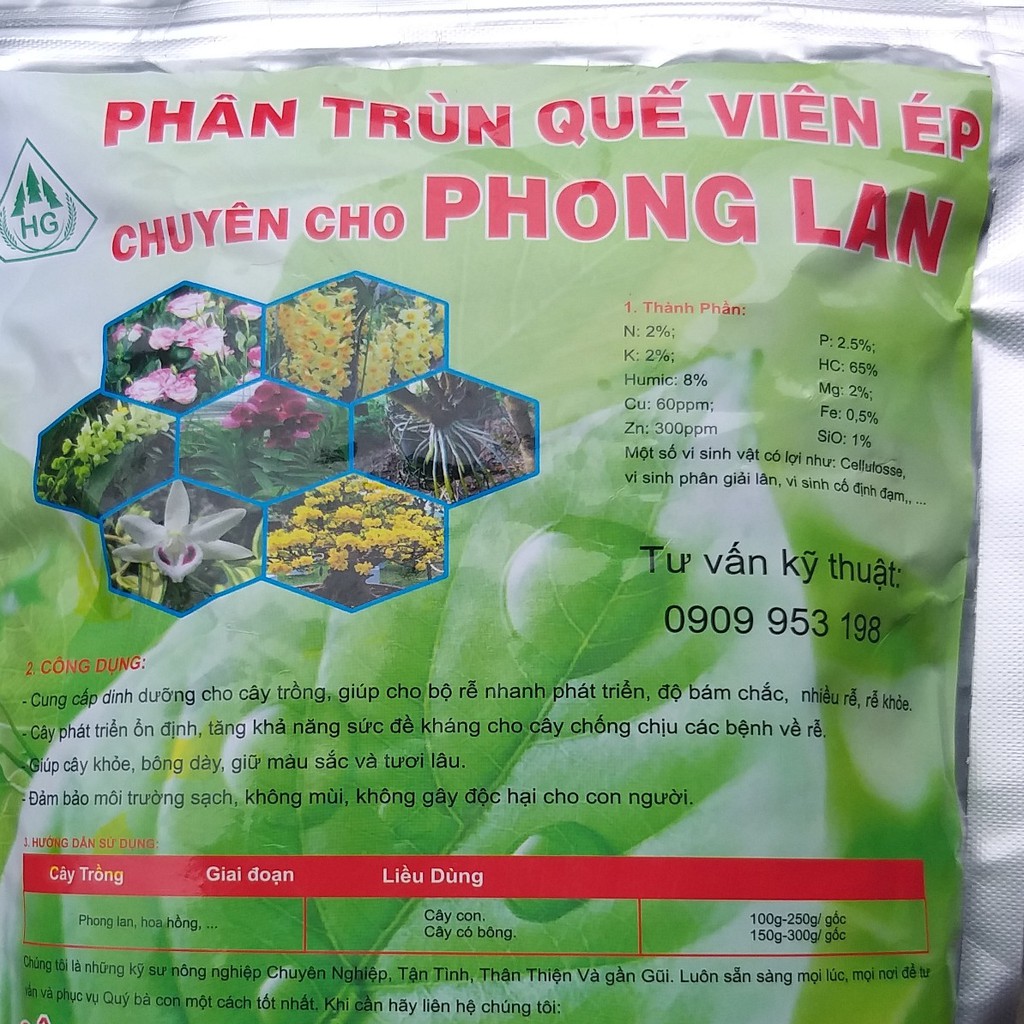 PHÂN TRÙN QUẾ VIÊN ÉP
CHUYÊN CHO PHONG LAN
HG
1. Thành Phần:
N: 2%;
K: 2%;
Humic: 8%
Cu: 60ppm;
Zn: 300ppm
P: 2.5%;
HC: 65%
Mg: 2%;
Fe: 0,5%
SiO: 1%
Một số vi sinh vật có lợi như: Cellulosse,
vi sinh phân giải lân, vi sinh cố định đạm,, ...
Tư vấn kỹ thuật:
0909 953 198
2. CÔNG DỤNG:
- Cung cấp dinh dưỡng cho cây trồng, giúp cho bộ rễ nhanh phát triển, độ bám chắc, nhiều rễ, rễ khỏe.
- Cây phát triển ổn định, tăng khả năng sức đề kháng cho cây chống chịu các bệnh về rễ.
- Giúp cây khỏe, bông dày, giữ màu sắc và tươi lâu.
- Đảm bảo môi trường sạch, không mùi, không gây độc hại cho con người.
3. HƯỚNG DẪN SỬ DỤNG:
Cây Trồng Giai đoạn Liều Dùng
Phong lan, hoa hồng, ...
Cây con. 100g-250g/ gốc
Cây có bông. 150g-300g/ gốc
Chúng tôi là những kỹ sư nông nghiệp Chuyên Nghiệp, Tận Tình, Thân Thiện Và gần Gũi. Luôn sẵn sàng mọi lúc, mọi nơi để tư
vấn và phục vụ Quý bà con một cách tốt nhất. Khi cần hãy liên hệ chúng tôi: